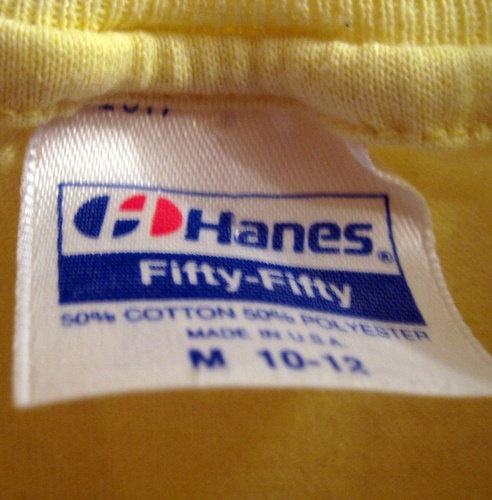 Hanes®
Fifty-Fifty
50% COTTON 50% POLYESTER
MADE IN U.S.A.
M 10-12